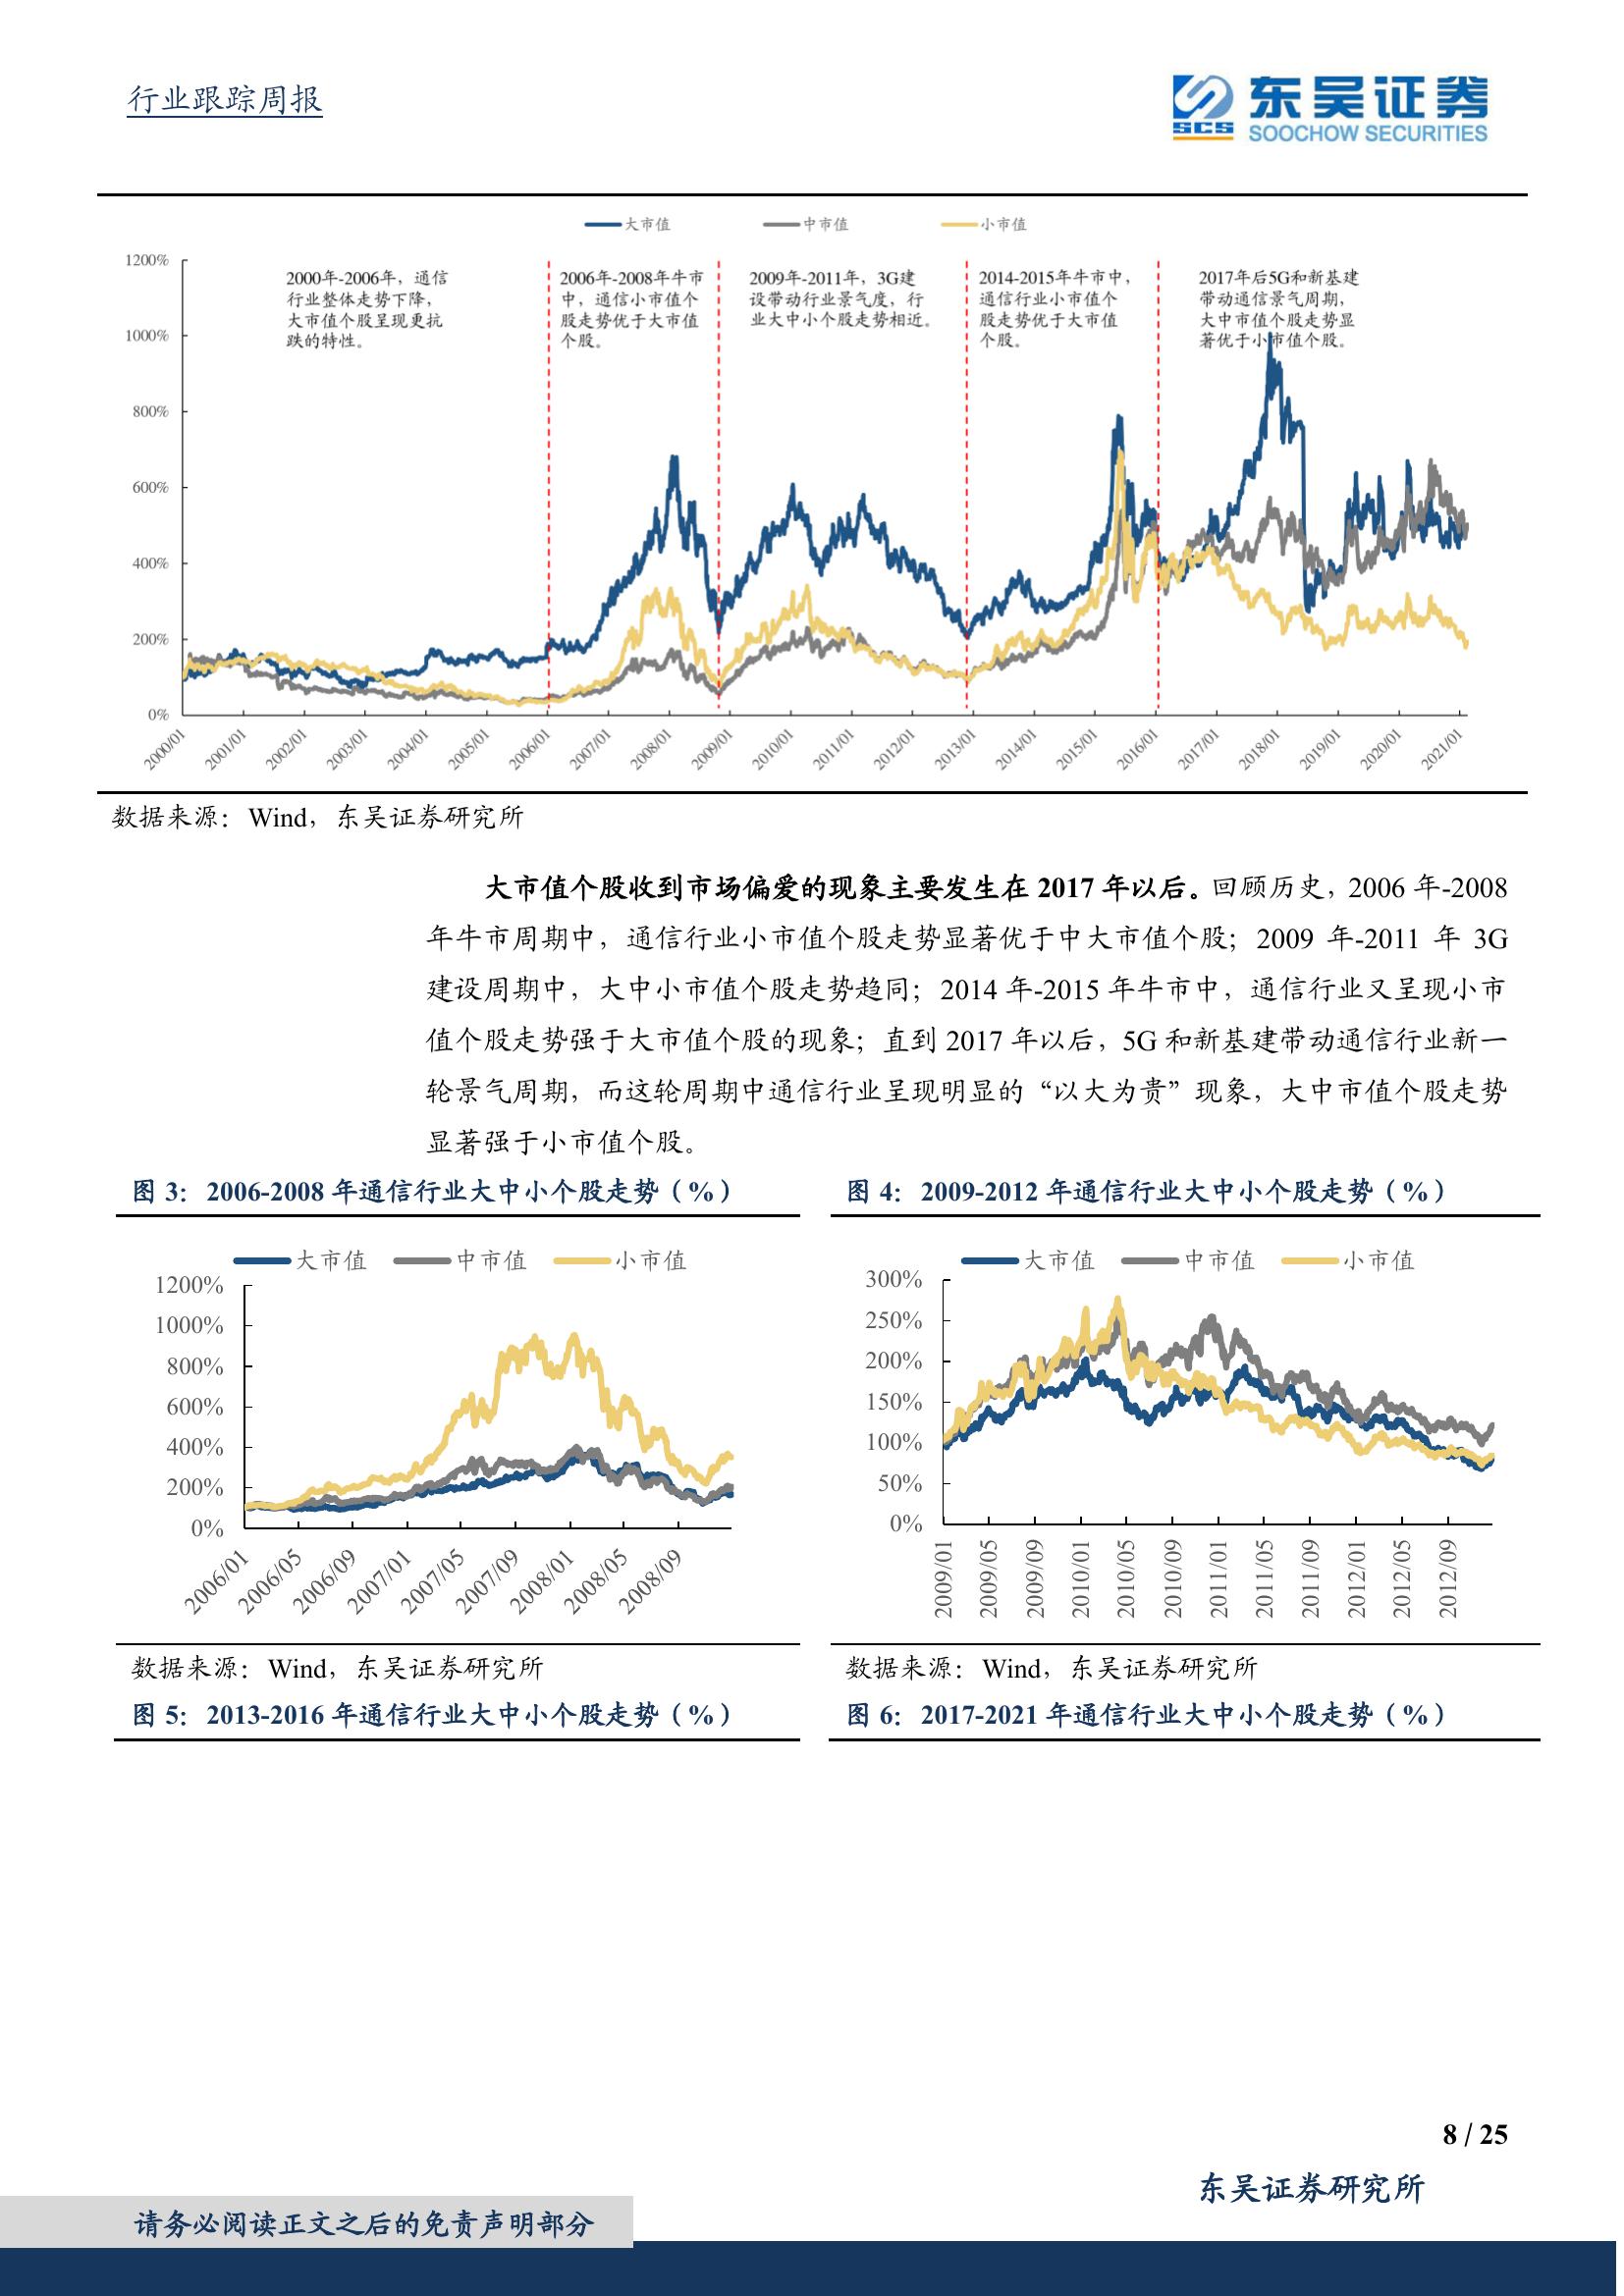 行业跟踪周报
SCS
东吴证券
SOOCHOW SECURITIES
大市值 中市值 小市值
1200%
1000%
800%
600%
400%
200%
0%
2000年-2006年，通信
行业整体走势下降，
大市值个股呈现更抗
跌的特性。
2006年-2008年牛市
中，通信小市值个
股走势优于大市值
个股。
2009年-2011年，3G建
设带动行业景气度，行
业大中小个股走势相近。
2014-2015年牛市中，
通信行业小市值个
股走势优于大市值
个股。
2017年后5G和新基建
带动通信景气周期，
大中市值个股走势显
著优于小市值个股。
2000/01 2001/01 2002/01 2003/01 2004/01 2005/01 2006/01 2007/01 2008/01 2009/01 2010/01 2011/01 2012/01 2013/01 2014/01 2015/01 2016/01 2017/01 2018/01 2019/01 2020/01 2021/01
数据来源：Wind，东吴证券研究所
大市值个股收到市场偏爱的现象主要发生在 2017 年以后。回顾历史，2006 年-2008
年牛市周期中，通信行业小市值个股走势显著优于中大市值个股；2009 年-2011 年 3G
建设周期中，大中小市值个股走势趋同；2014 年-2015 年牛市中，通信行业又呈现小市
值个股走势强于大市值个股的现象；直到 2017 年以后，5G 和新基建带动通信行业新一
轮景气周期，而这轮周期中通信行业呈现明显的“以大为贵”现象，大中市值个股走势
显著强于小市值个股。
图 3：2006-2008 年通信行业大中小个股走势（%）
大市值 中市值 小市值
1200%
1000%
800%
600%
400%
200%
0%
2006/01 2006/05 2006/09 2007/01 2007/05 2007/09 2008/01 2008/05 2008/09
数据来源：Wind，东吴证券研究所
图 4：2009-2012 年通信行业大中小个股走势（%）
大市值 中市值 小市值
300%
250%
200%
150%
100%
50%
0%
2009/01 2009/05 2009/09 2010/01 2010/05 2010/09 2011/01 2011/05 2011/09 2012/01 2012/05 2012/09
数据来源：Wind，东吴证券研究所
图 5：2013-2016 年通信行业大中小个股走势（%）
图 6：2017-2021 年通信行业大中小个股走势（%）
8 / 25
东吴证券研究所
请务必阅读正文之后的免责声明部分